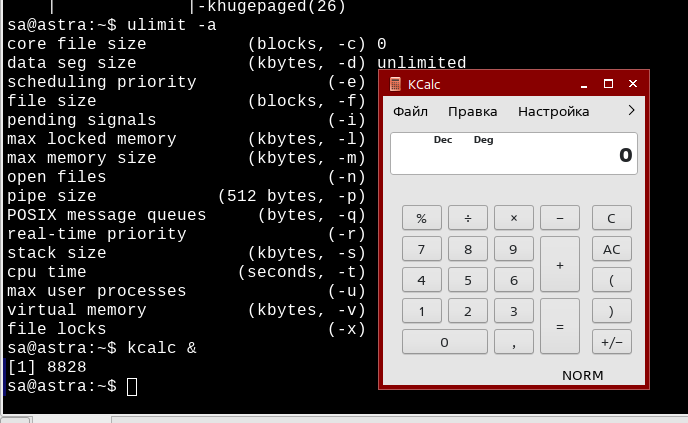 |              |-khugepaged(26)
sa@astra:~$ ulimit -a
core file size          (blocks, -c) 0
data seg size           (kbytes, -d) unlimited
scheduling priority             (-e)
file size               (blocks, -f)
pending signals                 (-i)
max locked memory       (kbytes, -l)
max memory size         (kbytes, -m)
open files                      (-n)
pipe size            (512 bytes, -p)
POSIX message queues     (bytes, -q)
real-time priority              (-r)
stack size              (kbytes, -s)
cpu time               (seconds, -t)
max user processes              (-u)
virtual memory          (kbytes, -v)
file locks                      (-x)
sa@astra:~$ kcalc &
[1] 8828
sa@astra:~$
KCalc
Файл Правка Настройка >
Dec Deg
0
% ÷ × − C
7 8 9 + AC
4 5 6 (
1 2 3 = )
0 , +/−
NORM